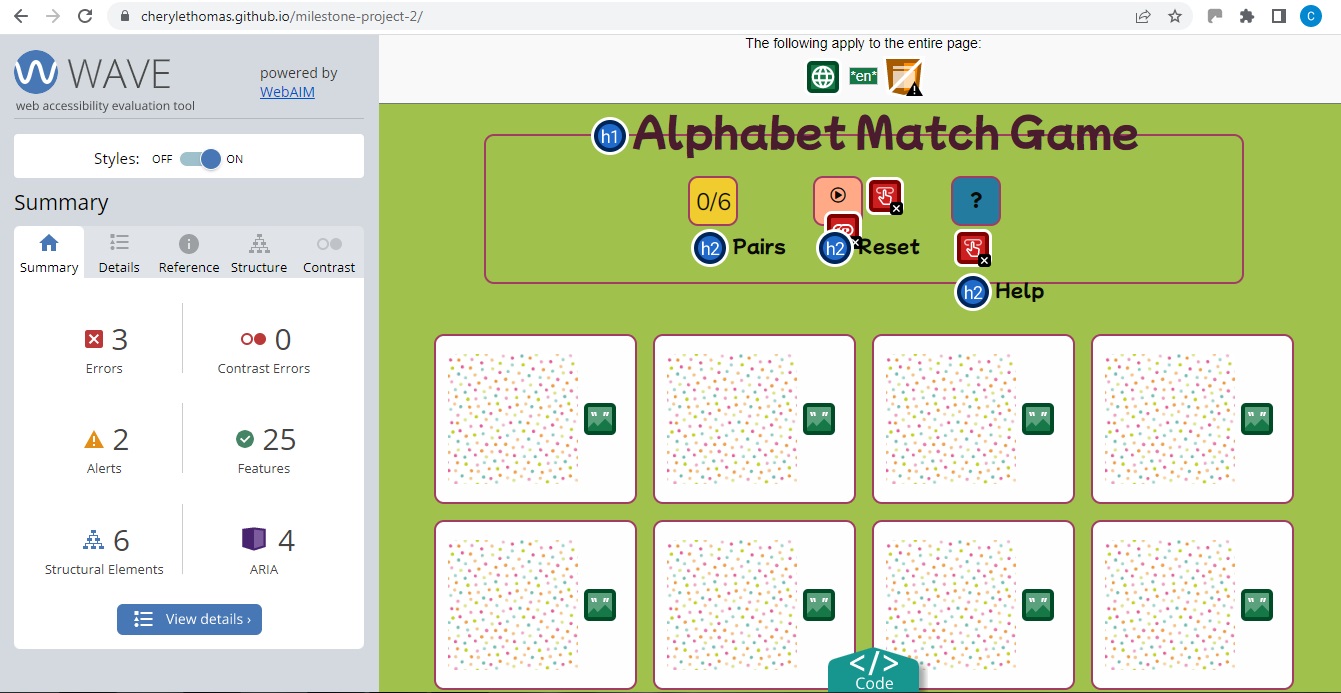 cherylethomas.github.io/milestone-project-2/
C
WAVE
web accessibility evaluation tool
powered by
WebAIM
Styles: OFF ON
Summary
Summary Details Reference Structure Contrast
3
Errors
0
Contrast Errors
2
Alerts
25
Features
6
Structural Elements
4
ARIA
View details ›
The following apply to the entire page:
*en*
h1 Alphabet Match Game
0/6
?
h2 Pairs
h2 Reset
h2 Help
</>
Code